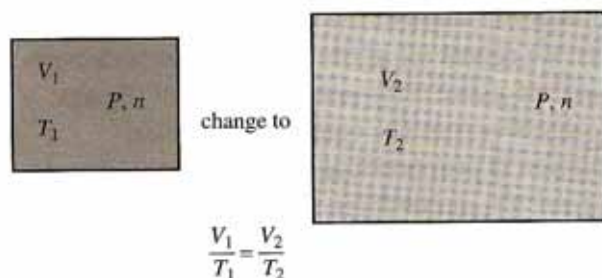 V₁
T₁
P, n
change to
V₂
T₂
P, n
V₁/T₁ = V₂/T₂